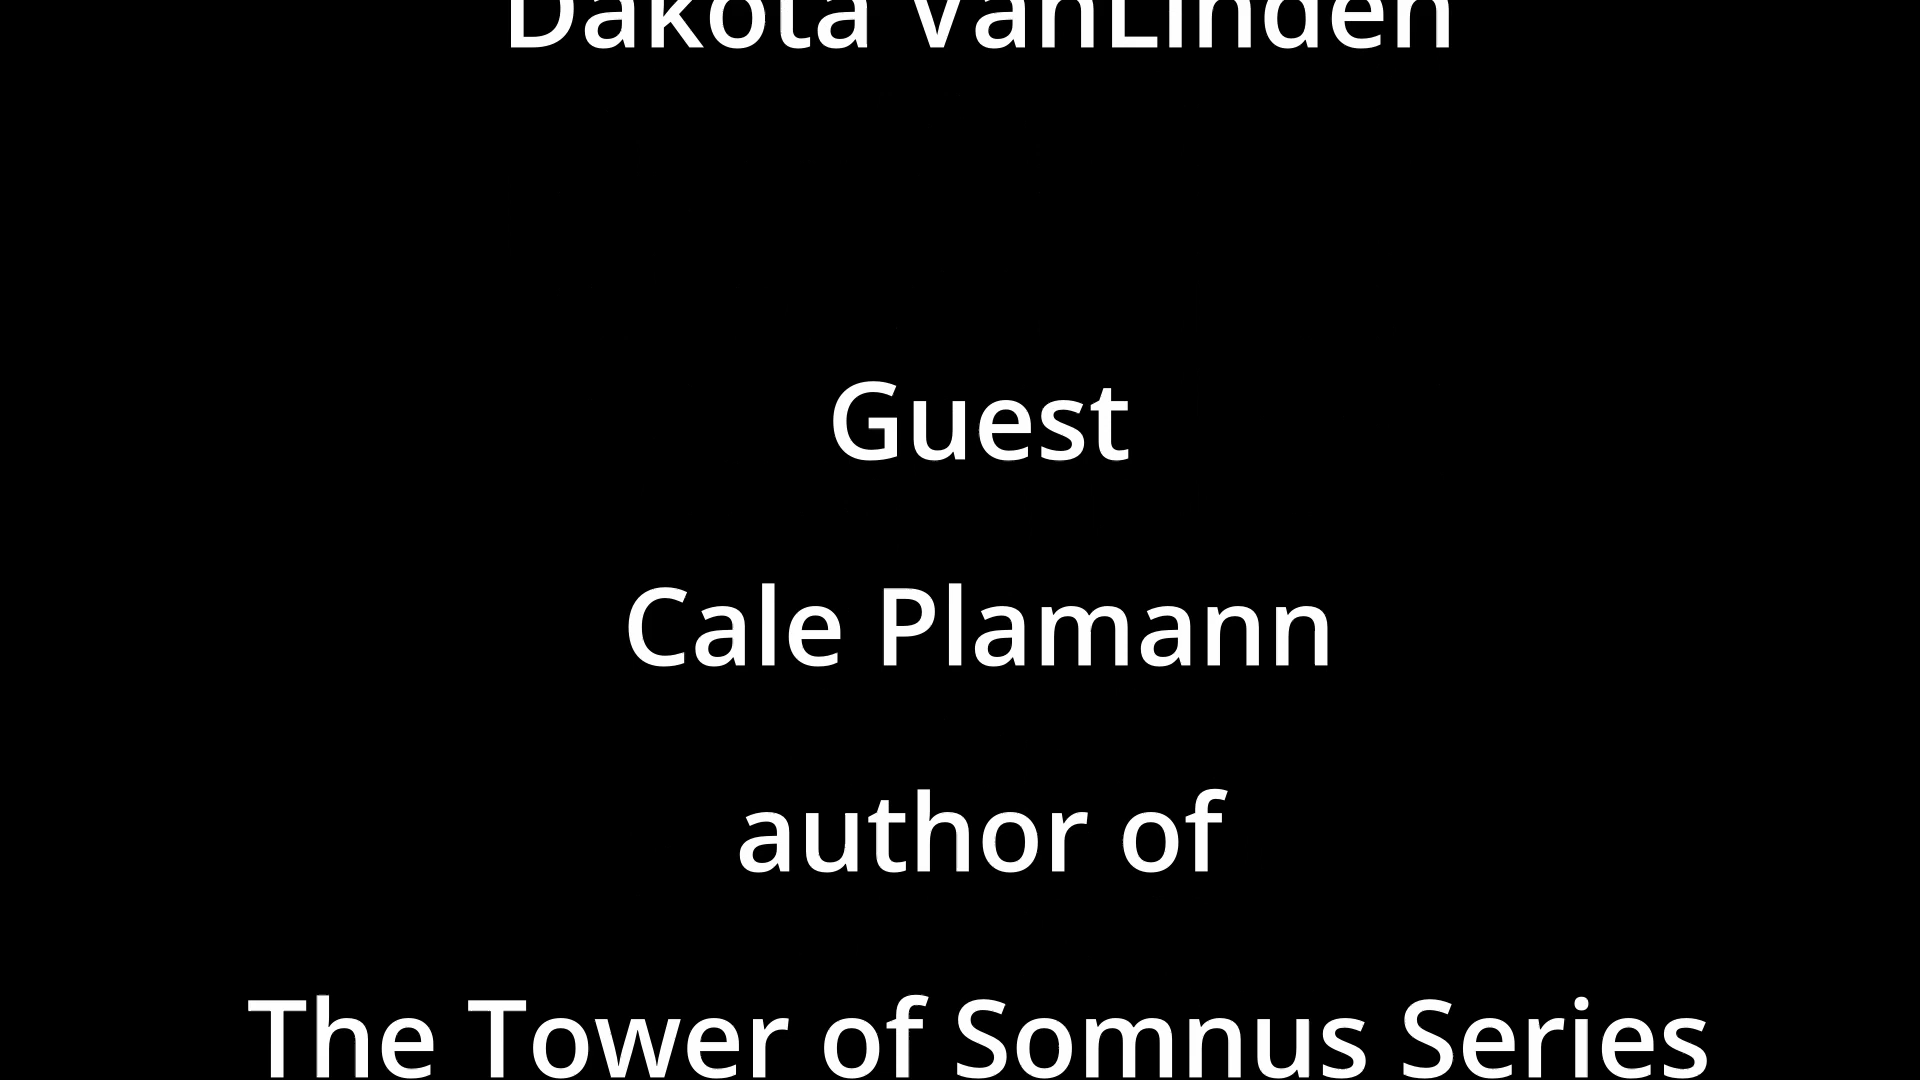 Dakota VanLinden
Guest
Cale Plamann
author of
The Tower of Somnus Series